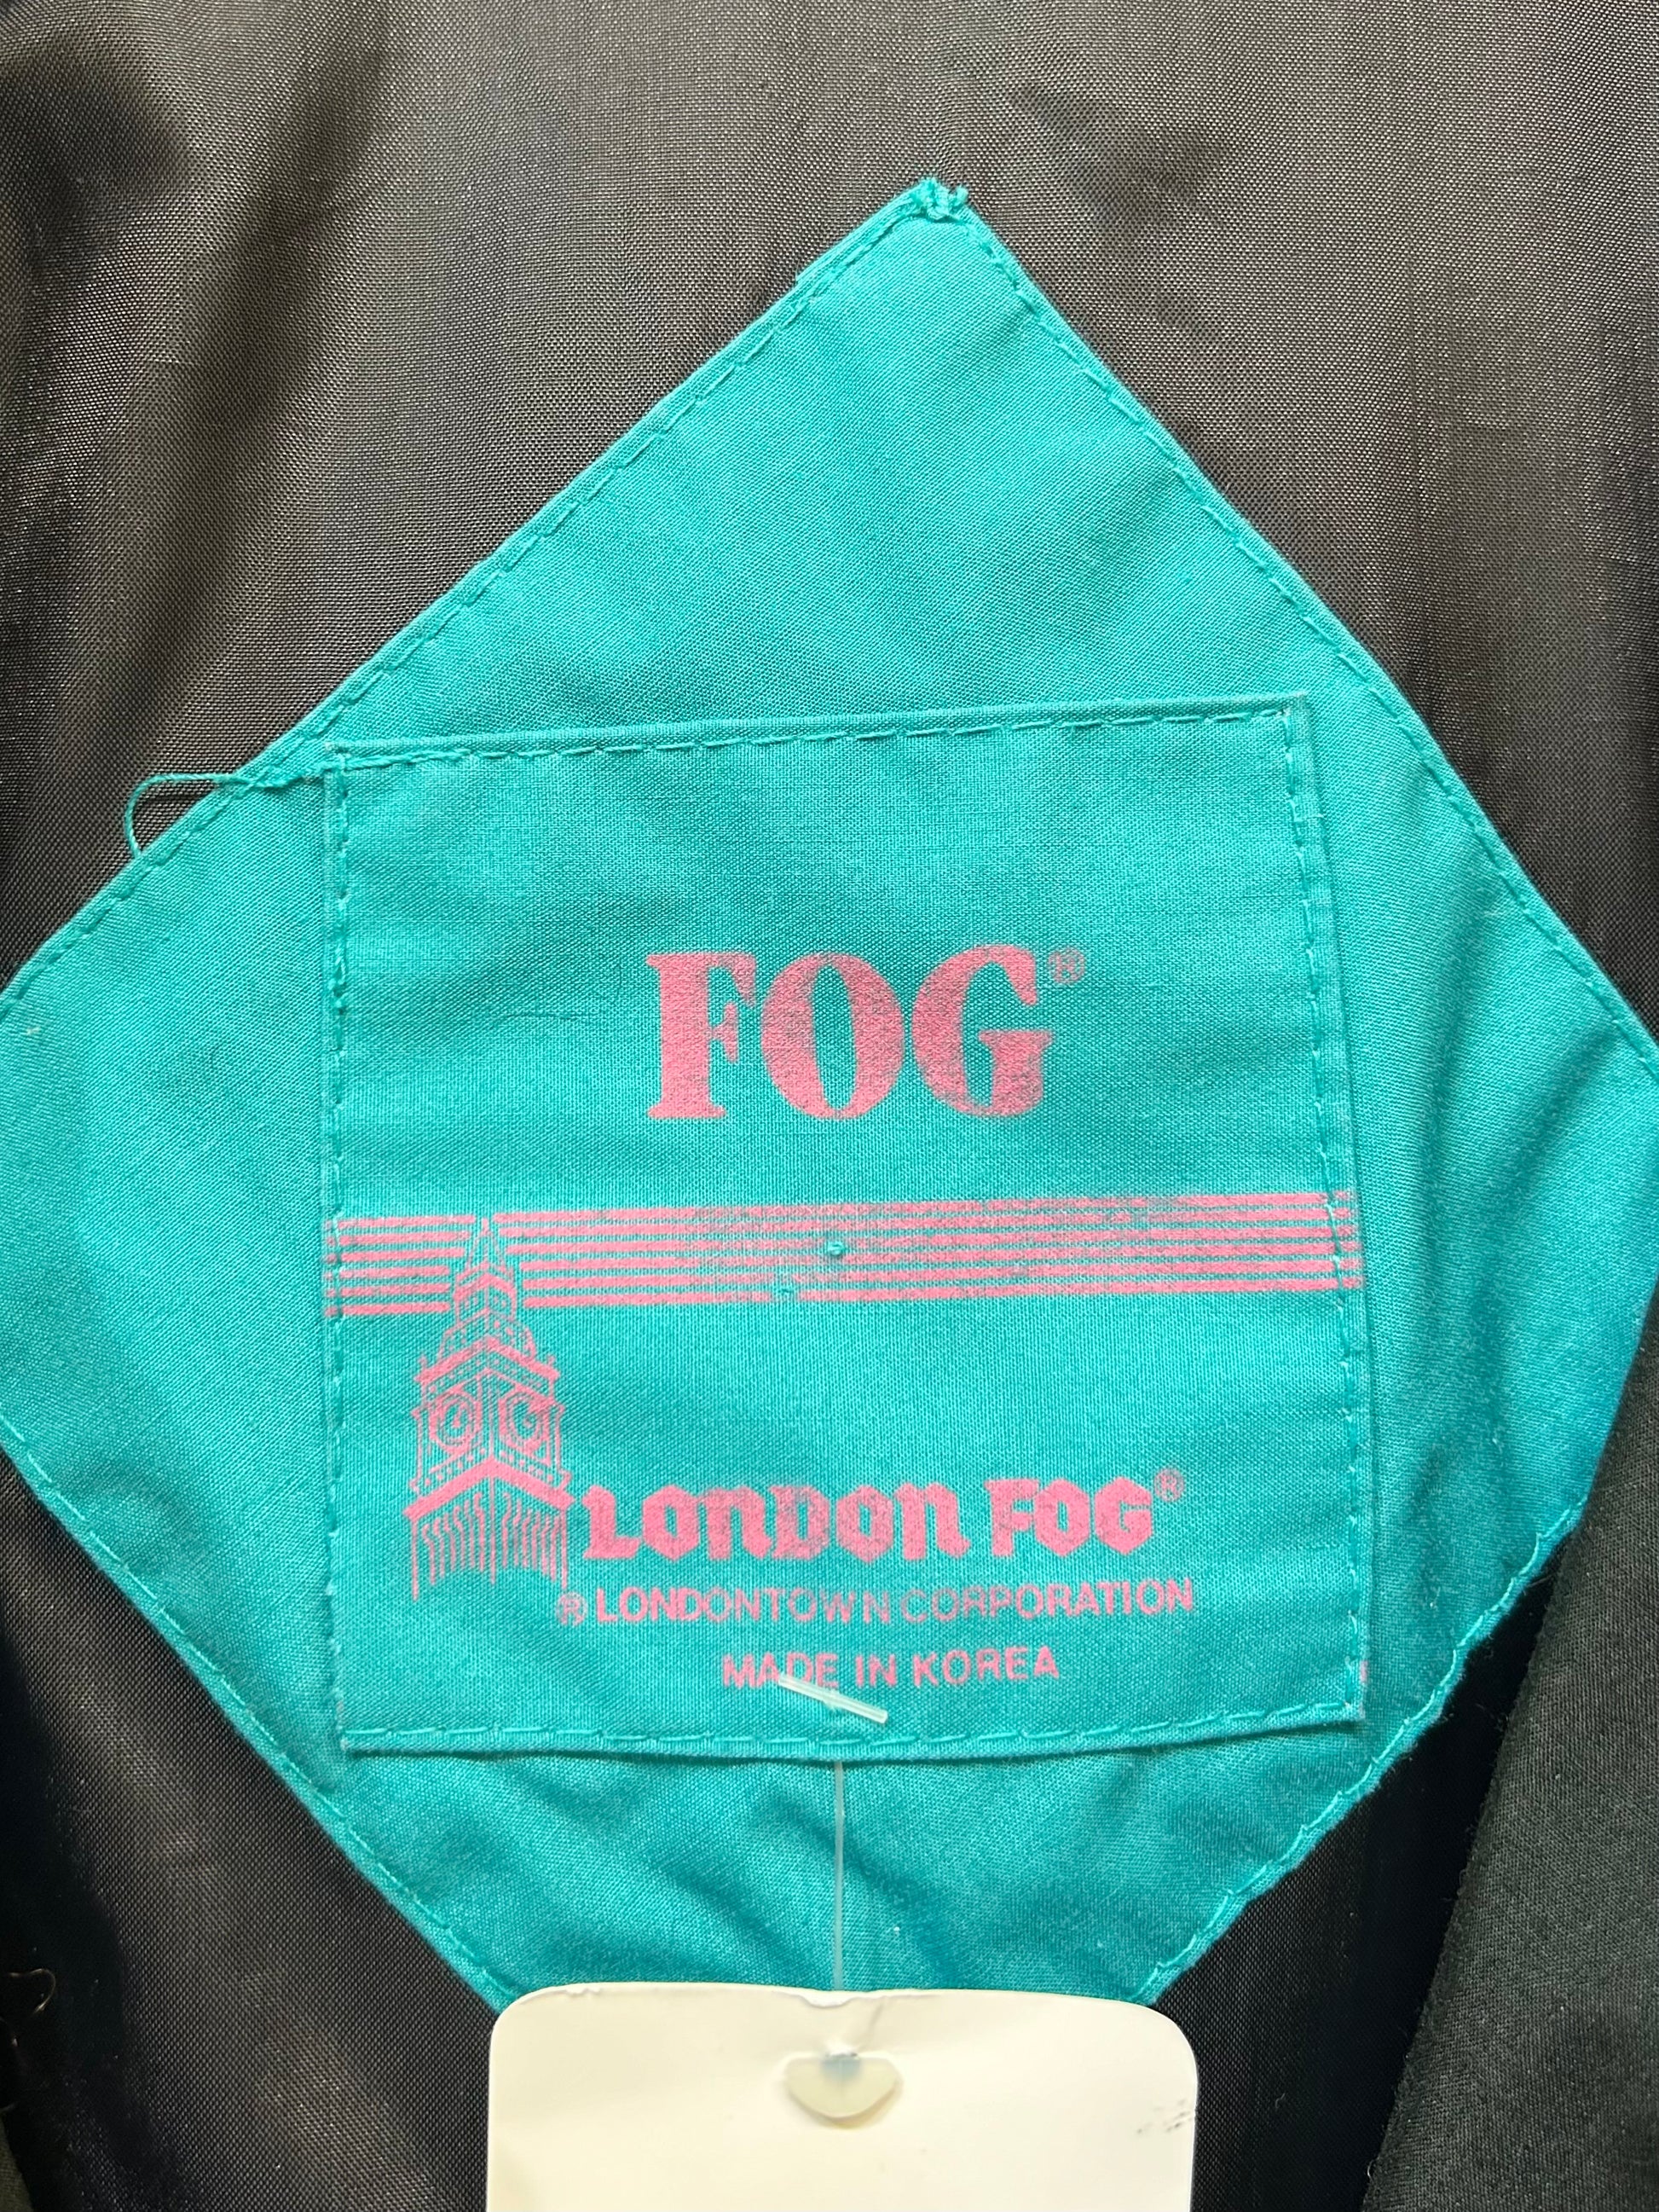 FOG®
LONDON FOG®
® LONDONTOWN CORPORATION
MADE IN KOREA